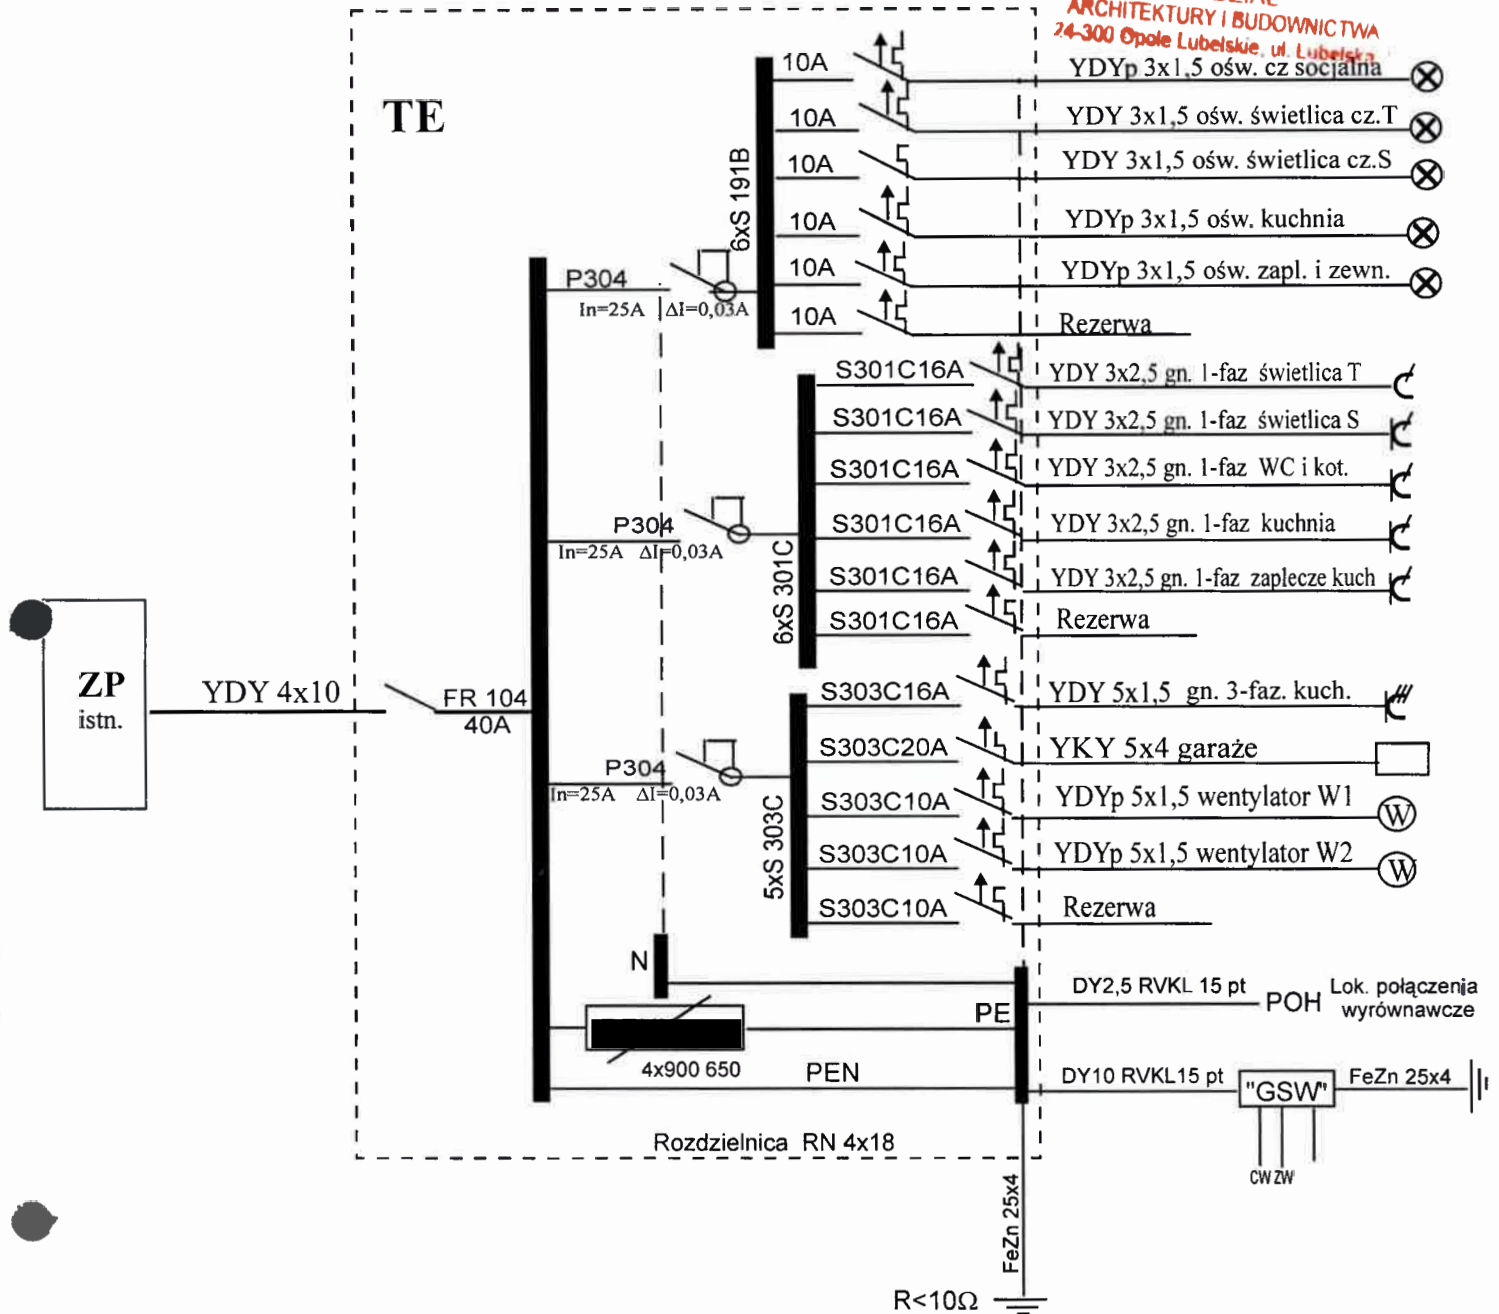 ARCHITEKTURY I BUDOWNICTWA
24-300 Opole Lubelskie, ul. Lubelska
TE
10A
YDYp 3x1,5 ośw. cz socjalna
10A
YDY 3x1,5 ośw. świetlica cz.T
10A
YDY 3x1,5 ośw. świetlica cz.S
10A
YDYp 3x1,5 ośw. kuchnia
10A
YDYp 3x1,5 ośw. zapl. i zewn.
10A
Rezerwa
6xS 191B
P304
In=25A ΔI=0,03A
S301C16A
YDY 3x2,5 gn. 1-faz świetlica T
S301C16A
YDY 3x2,5 gn. 1-faz świetlica S
S301C16A
YDY 3x2,5 gn. 1-faz WC i kot.
S301C16A
YDY 3x2,5 gn. 1-faz kuchnia
S301C16A
YDY 3x2,5 gn. 1-faz zaplecze kuch
S301C16A
Rezerwa
6xS 301C
P304
In=25A ΔI=0,03A
ZP
istn.
YDY 4x10
FR 104
40A
S303C16A
YDY 5x1,5 gn. 3-faz. kuch.
S303C20A
YKY 5x4 garaże
S303C10A
YDYp 5x1,5 wentylator W1
W
S303C10A
YDYp 5x1,5 wentylator W2
W
S303C10A
Rezerwa
5xS 303C
P304
In=25A ΔI=0,03A
N
PE
DY2,5 RVKL 15 pt
POH
Lok. połączenia
wyrównawcze
4x900 650
PEN
DY10 RVKL15 pt
"GSW"
FeZn 25x4
CW ZW
Rozdzielnica RN 4x18
FeZn 25x4
R<10Ω